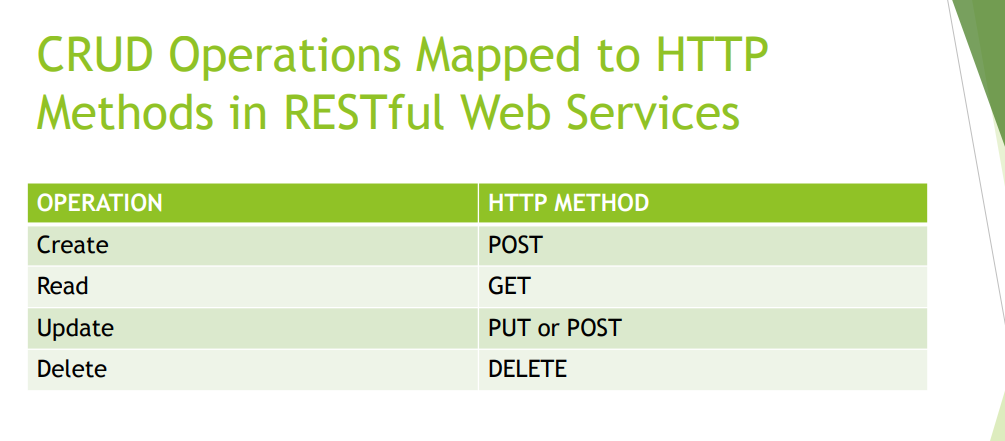 CRUD Operations Mapped to HTTP
Methods in RESTful Web Services
OPERATION HTTP METHOD
Create POST
Read GET
Update PUT or POST
Delete DELETE